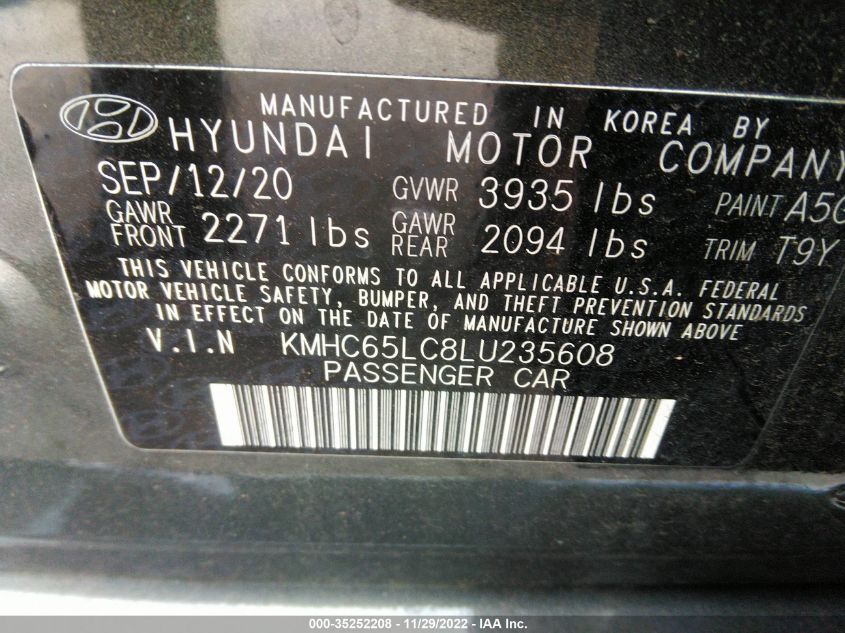 MANUFACTURED IN KOREA BY
HYUNDAI MOTOR COMPANY
SEP/12/20 GVWR 3935 lbs PAINT
GAWR FRONT 2271 lbs GAWR REAR 2094 lbs TRIM T9Y
THIS VEHICLE CONFORMS TO ALL APPLICABLE U.S.A. FEDERAL
MOTOR VEHICLE SAFETY, BUMPER, AND THEFT PREVENTION STANDARDS
IN EFFECT ON THE DATE OF MANUFACTURE SHOWN ABOVE
V.I.N KMHC65LC8LU235608
PASSENGER CAR
000-35252208 - 11/29/2022 - IAA Inc.